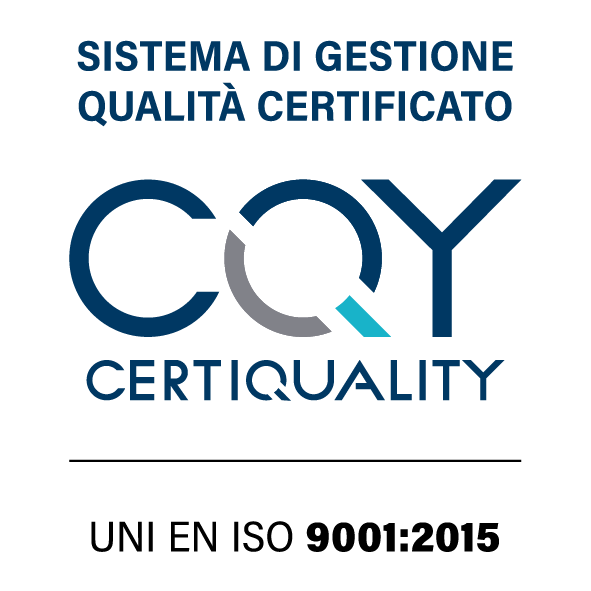 SISTEMA DI GESTIONE
QUALITÀ CERTIFICATO
CQY
CERTIQUALITY
UNI EN ISO 9001:2015